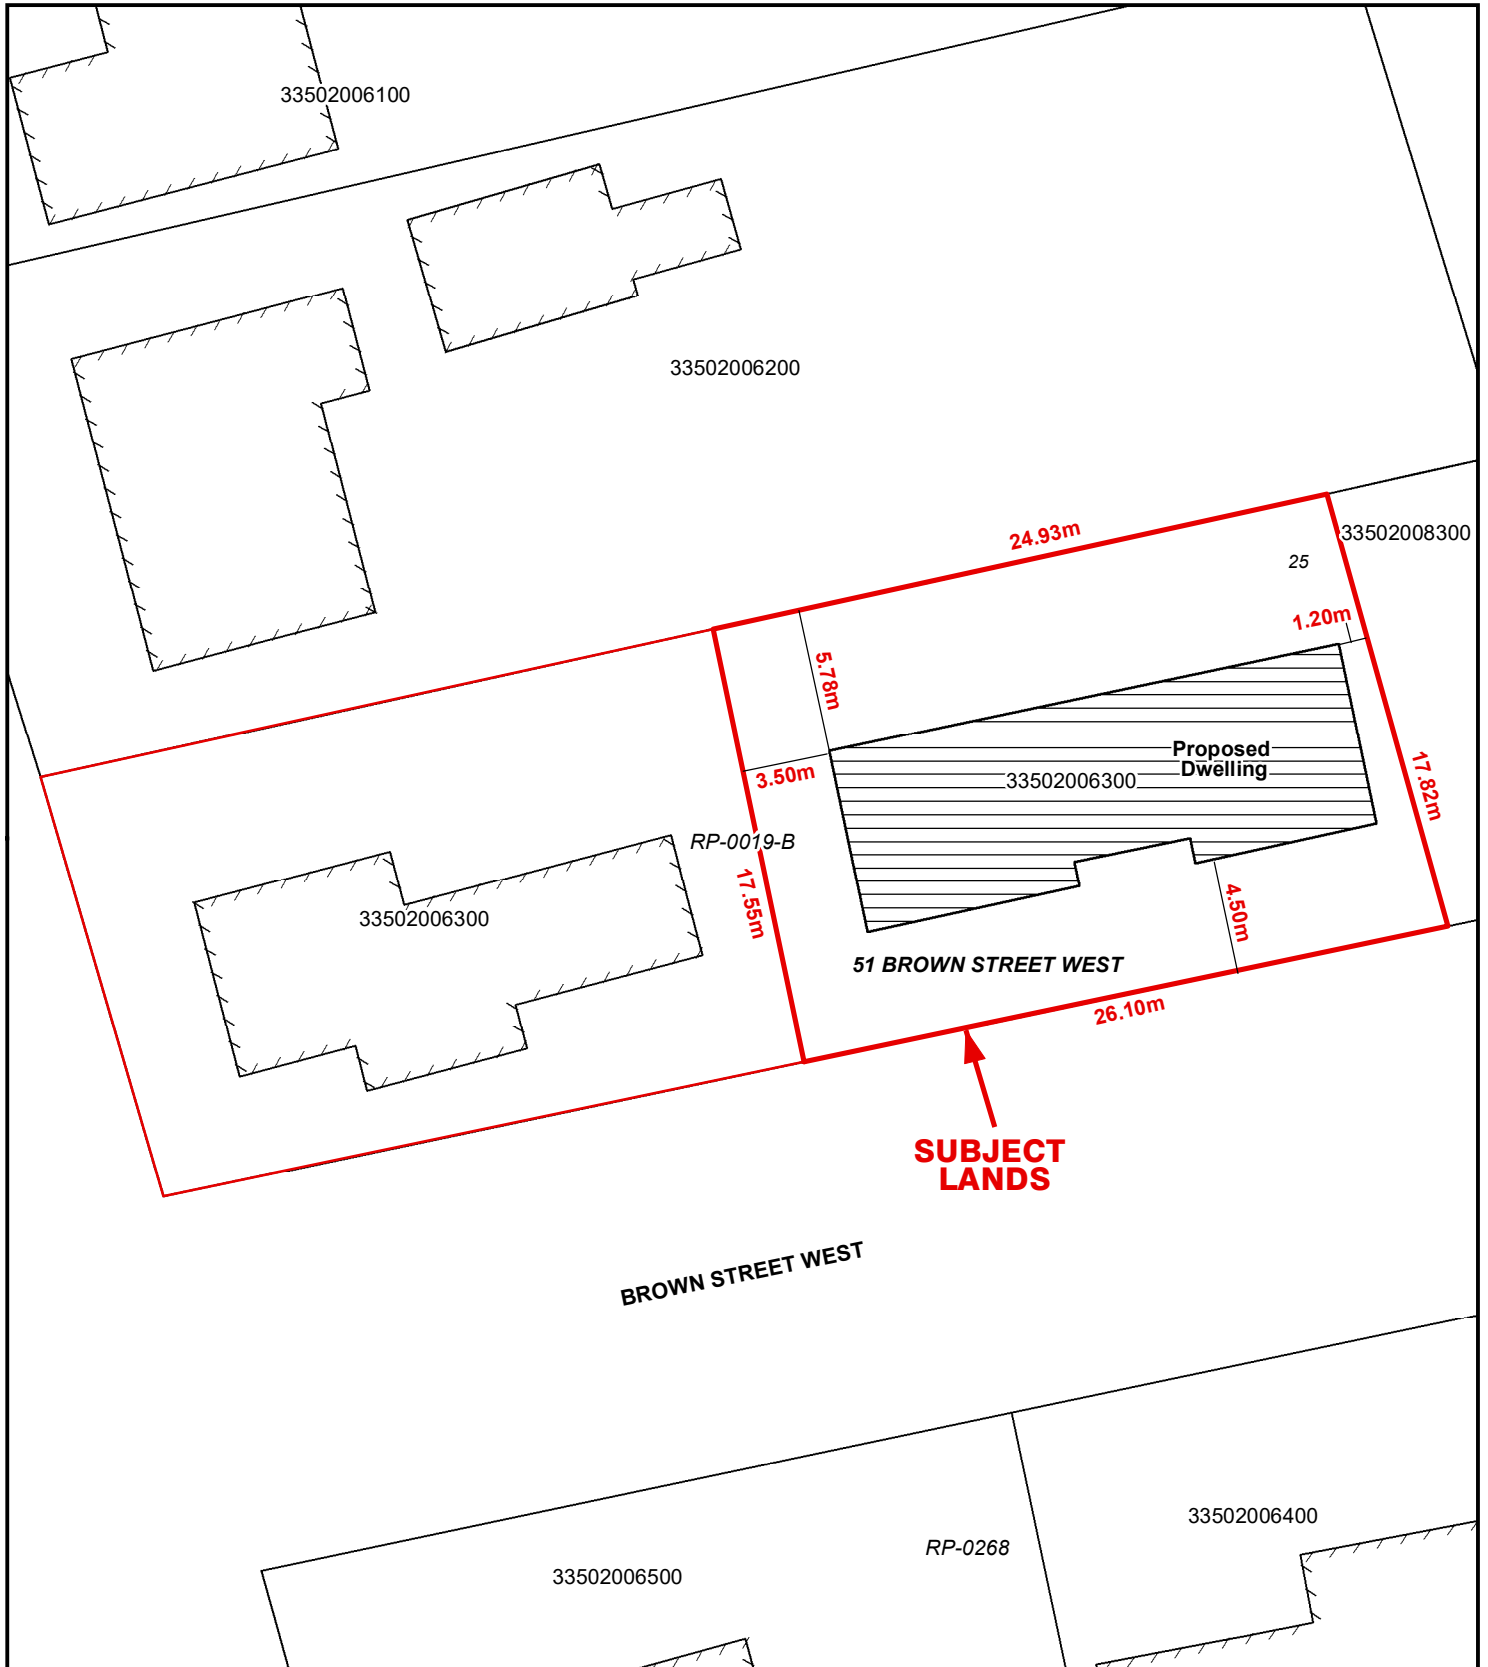 33502006100
33502006200
24.93m
33502008300
25
1.20m
5.78m
3.50m
Proposed
Dwelling
33502006300
17.82m
RP-0019-B
17.55m
33502006300
4.50m
51 BROWN STREET WEST
26.10m
SUBJECT
LANDS
BROWN STREET WEST
33502006400
RP-0268
33502006500